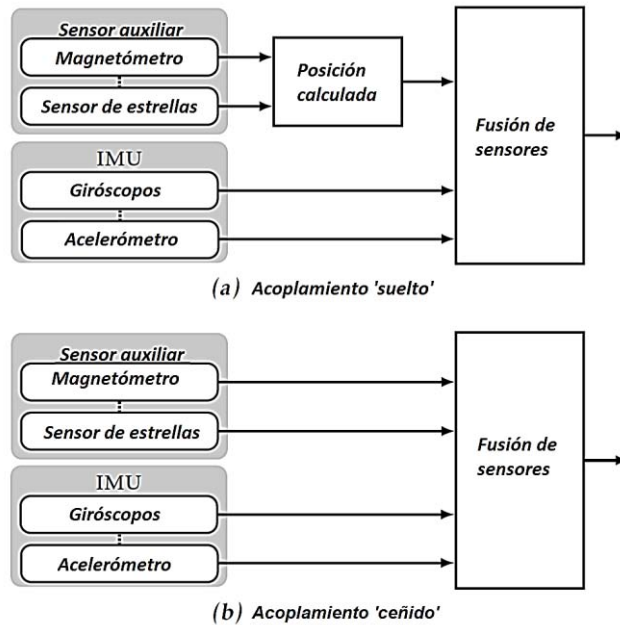 Sensor auxiliar
Magnetómetro
Sensor de estrellas
Posición
calculada
Fusión de
sensores
IMU
Giróscopos
Acelerómetro
(a) Acoplamiento 'suelto'
Sensor auxiliar
Magnetómetro
Sensor de estrellas
Fusión de
sensores
IMU
Giróscopos
Acelerómetro
(b) Acoplamiento 'ceñido'